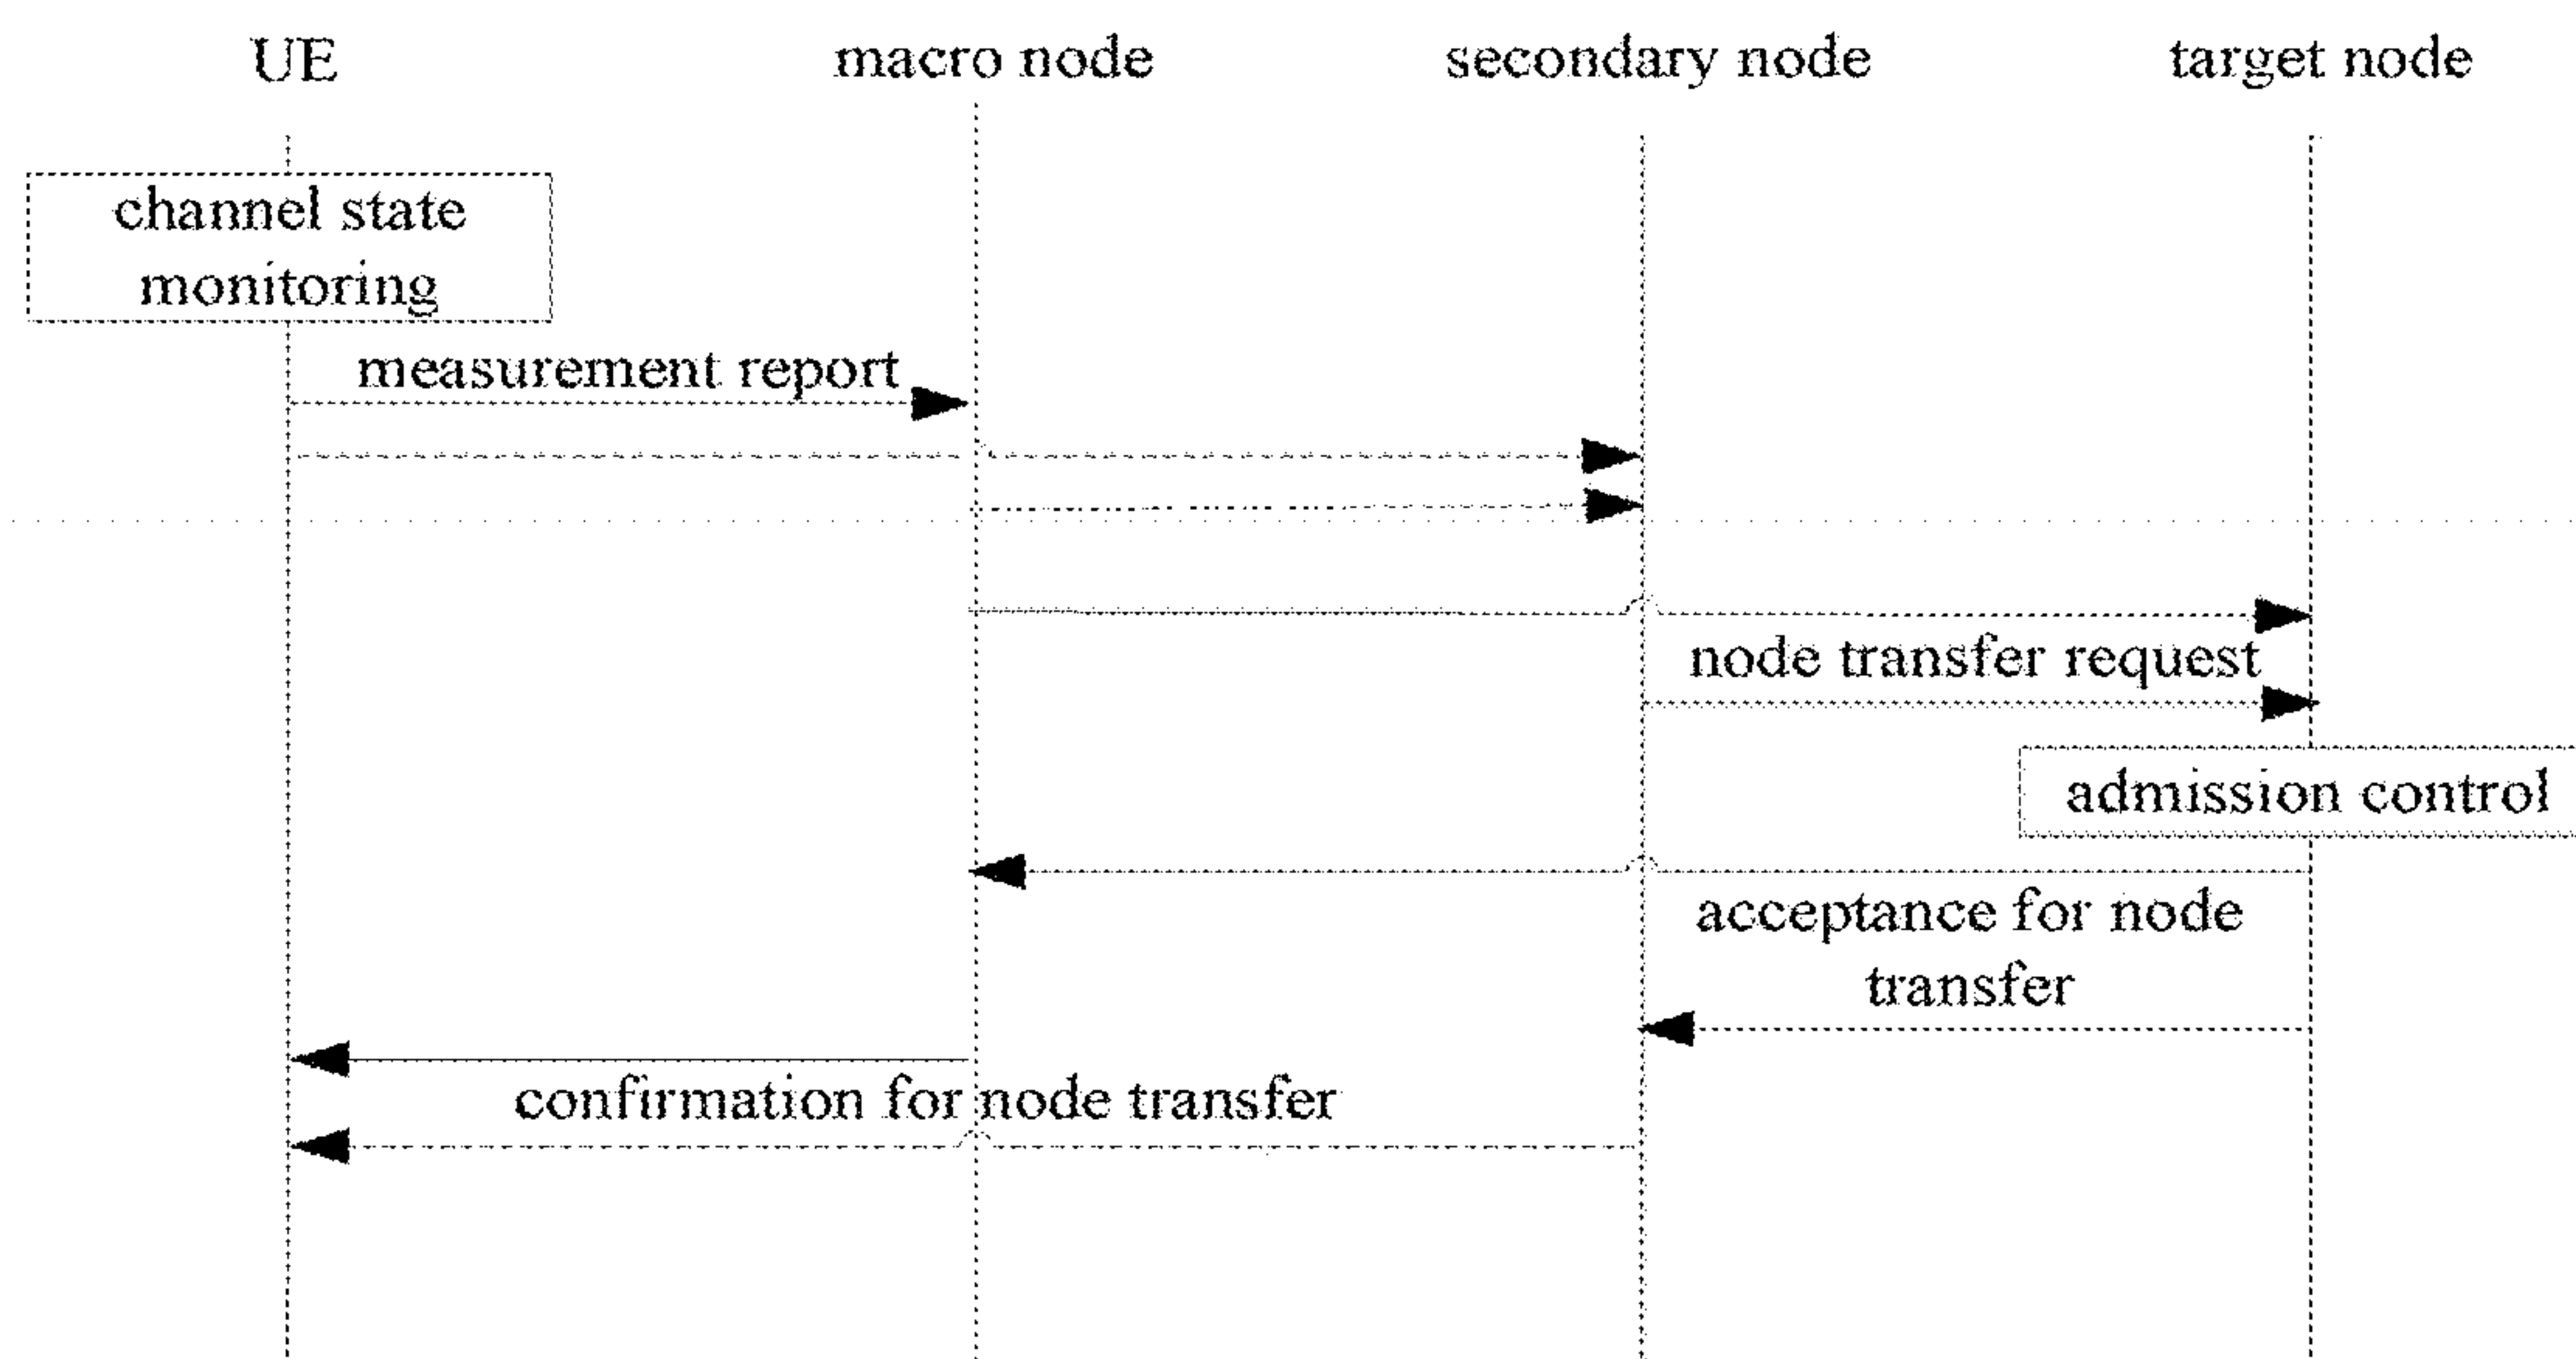 UE
macro node
secondary node
target node
channel state
monitoring
measurement report
node transfer request
admission control
acceptance for node
transfer
confirmation for node transfer